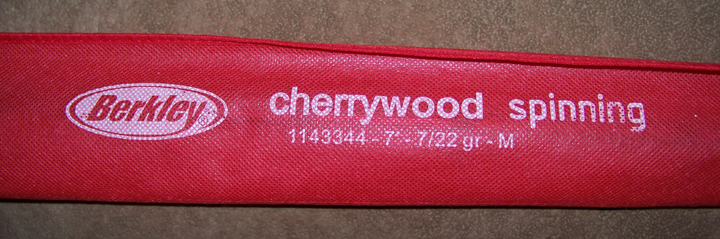 Berkley®
cherrywood spinning
1143344 - 7' - 7/22 gr - M